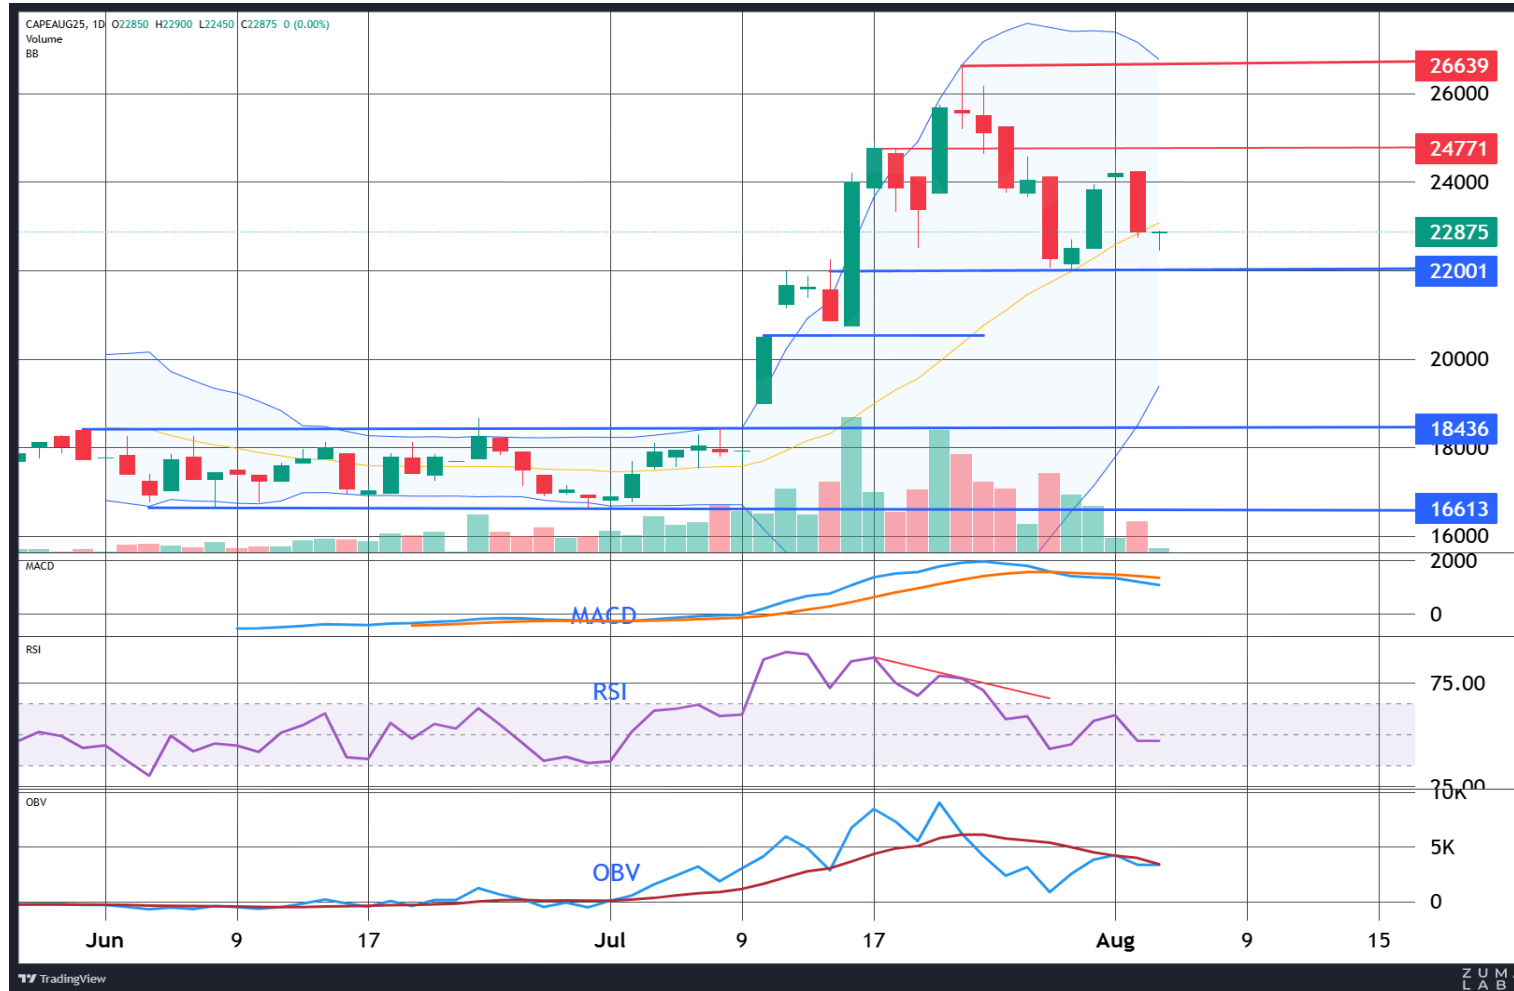 CAPEAUG25, 1D O22850 H22900 L22450 C22875 0 (0.00%)
Volume
BB
26639
26000
24771
24000
22875
22001
20000
18436
18000
16613
16000
MACD
2000
MACD
0
RSI
RSI
75.00
25.00
OBV
10K
OBV
5K
0
Jun 9 17 Jul 9 17 Aug 9 15
TradingView
ZUM
LAB